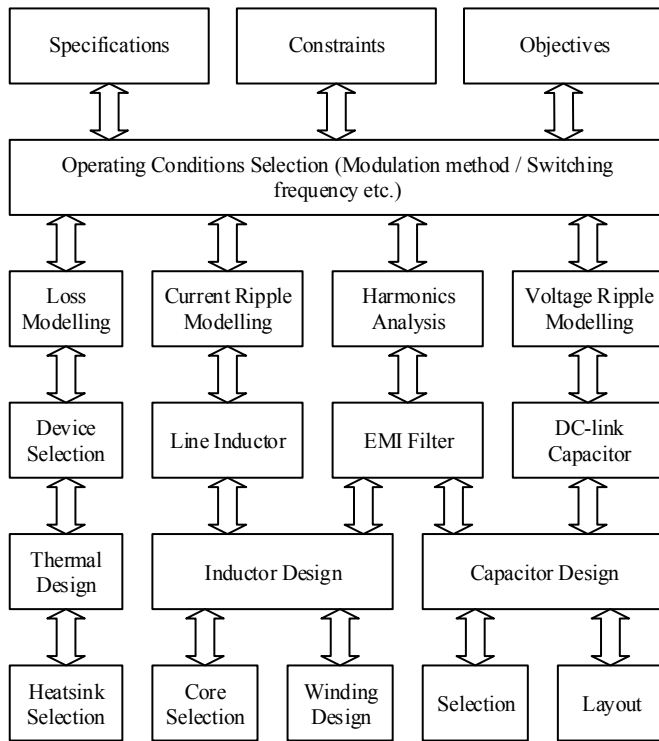 Specifications
Constraints
Objectives
Operating Conditions Selection (Modulation method / Switching
frequency etc.)
Loss
Modelling
Current Ripple
Modelling
Harmonics
Analysis
Voltage Ripple
Modelling
Device
Selection
Line Inductor
EMI Filter
DC-link
Capacitor
Thermal
Design
Inductor Design
Capacitor Design
Heatsink
Selection
Core
Selection
Winding
Design
Selection
Layout